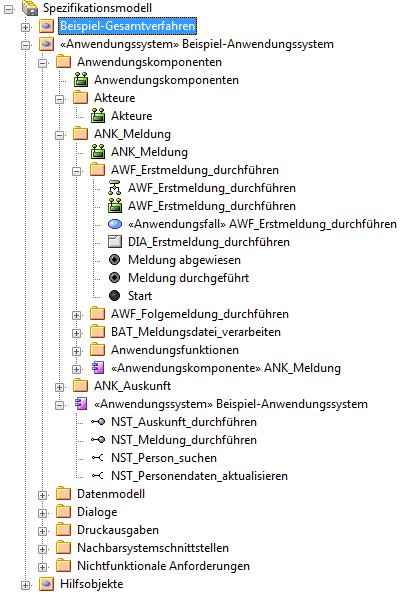 Spezifikationsmodell
Beispiel-Gesamtverfahren
«Anwendungssystem» Beispiel-Anwendungssystem
Anwendungskomponenten
Anwendungskomponenten
Akteure
Akteure
ANK_Meldung
ANK_Meldung
AWF_Erstmeldung_durchführen
AWF_Erstmeldung_durchführen
AWF_Erstmeldung_durchführen
«Anwendungsfall» AWF_Erstmeldung_durchführen
DIA_Erstmeldung_durchführen
Meldung abgewiesen
Meldung durchgeführt
Start
AWF_Folgemeldung_durchführen
BAT_Meldungsdatei_verarbeiten
Anwendungsfunktionen
«Anwendungskomponente» ANK_Meldung
ANK_Auskunft
«Anwendungssystem» Beispiel-Anwendungssystem
NST_Auskunft_durchführen
NST_Meldung_durchführen
NST_Person_suchen
NST_Personendaten_aktualisieren
Datenmodell
Dialoge
Druckausgaben
Nachbarsystemschnittstellen
Nichtfunktionale Anforderungen
Hilfsobjekte